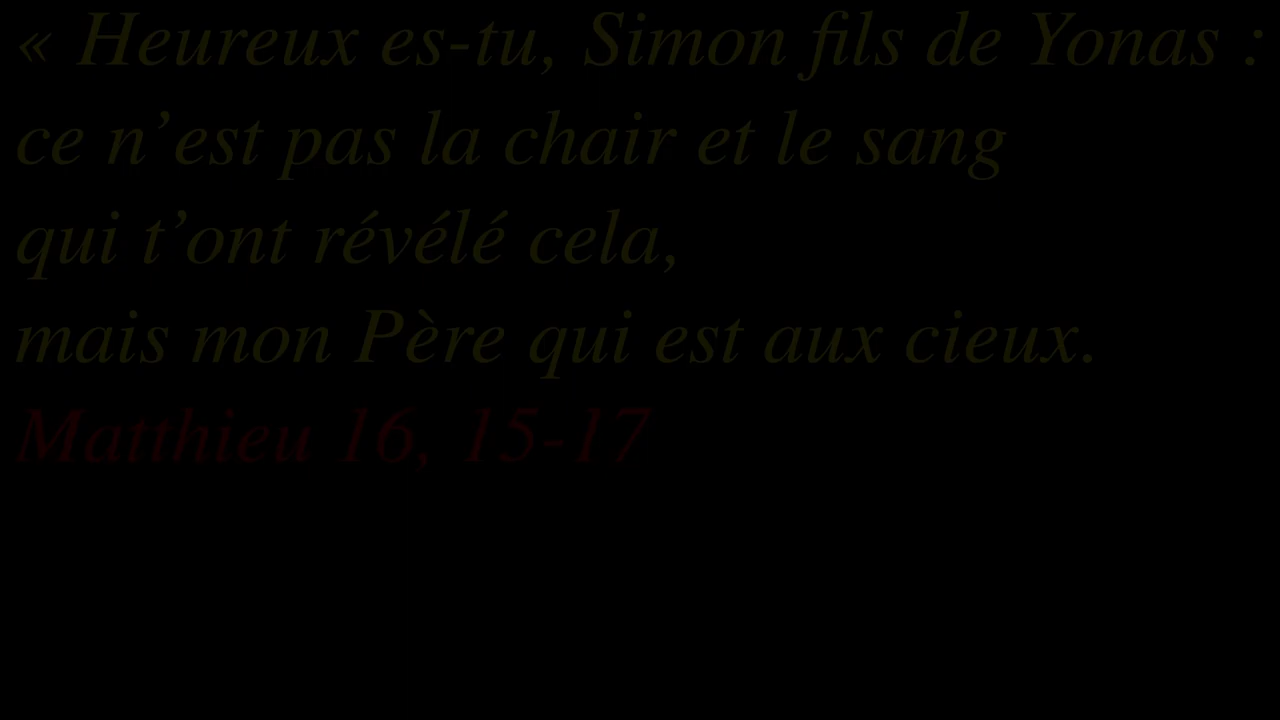 « Heureux es-tu, Simon fils de Yonas :
ce n’est pas la chair et le sang
qui t’ont révélé cela,
mais mon Père qui est aux cieux.
Matthieu 16, 15-17